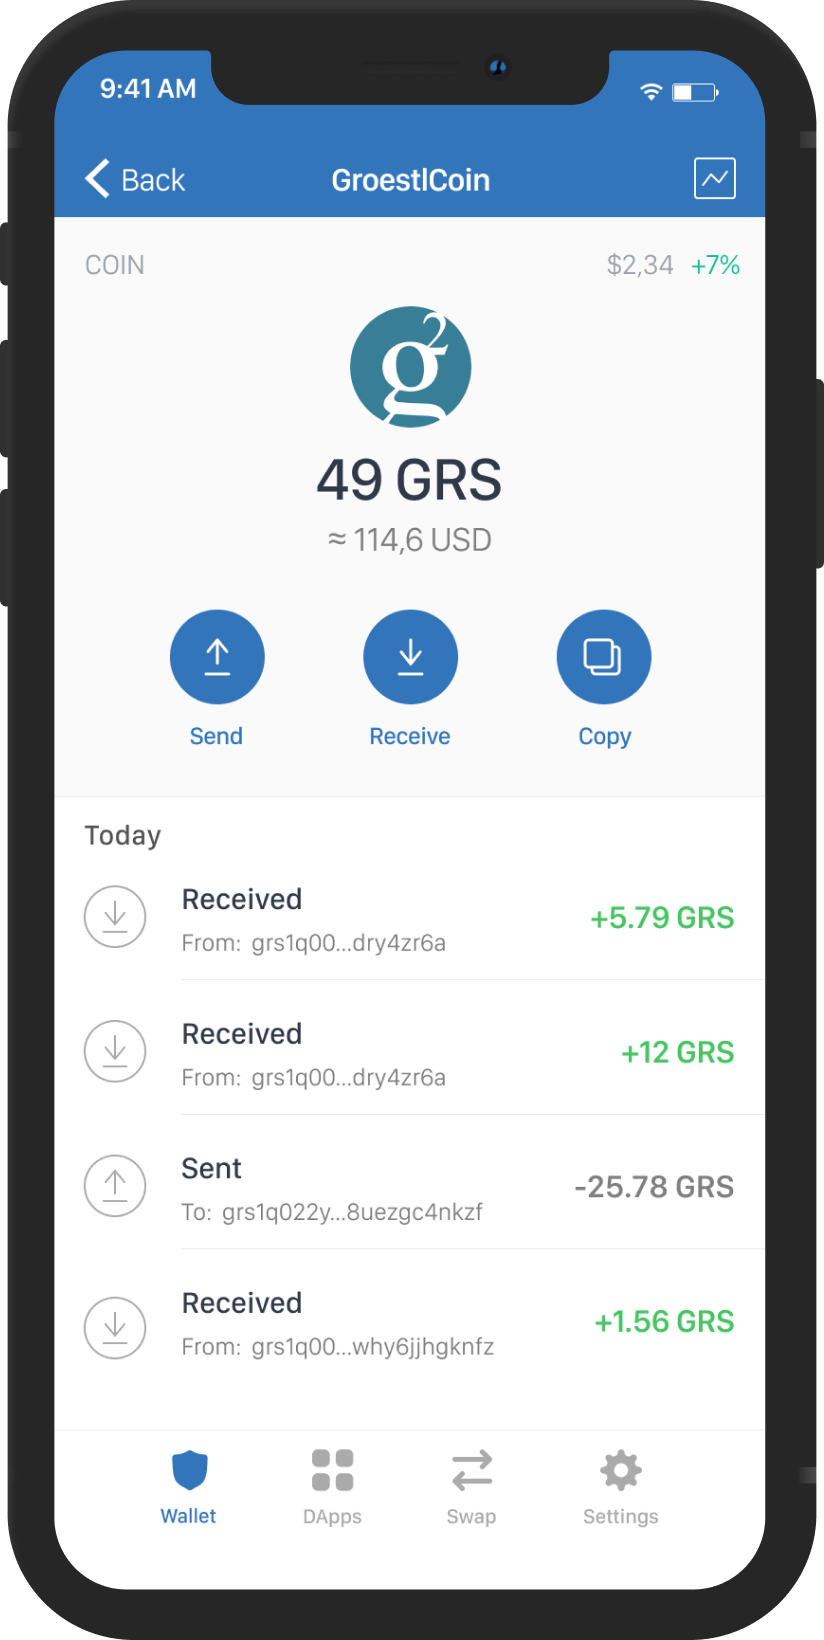 9:41 AM
Back GroestlCoin
COIN $2,34 +7%
g2
49 GRS
≈ 114,6 USD
Send Receive Copy
Today
Received +5.79 GRS
From: grs1q00...dry4zr6a
Received +12 GRS
From: grs1q00...dry4zr6a
Sent -25.78 GRS
To: grs1q022y...8uezgc4nkzf
Received +1.56 GRS
From: grs1q00...why6jjhgknfz
Wallet DApps Swap Settings